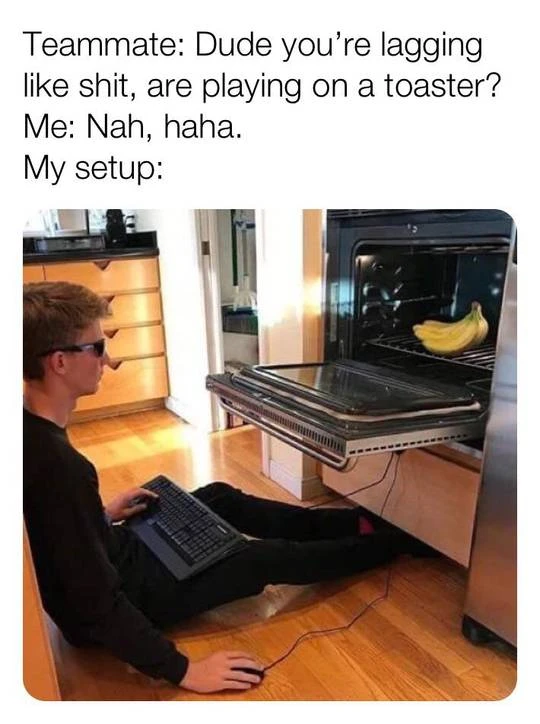 Teammate: Dude you're lagging
like shit, are playing on a toaster?
Me: Nah, haha.
My setup: